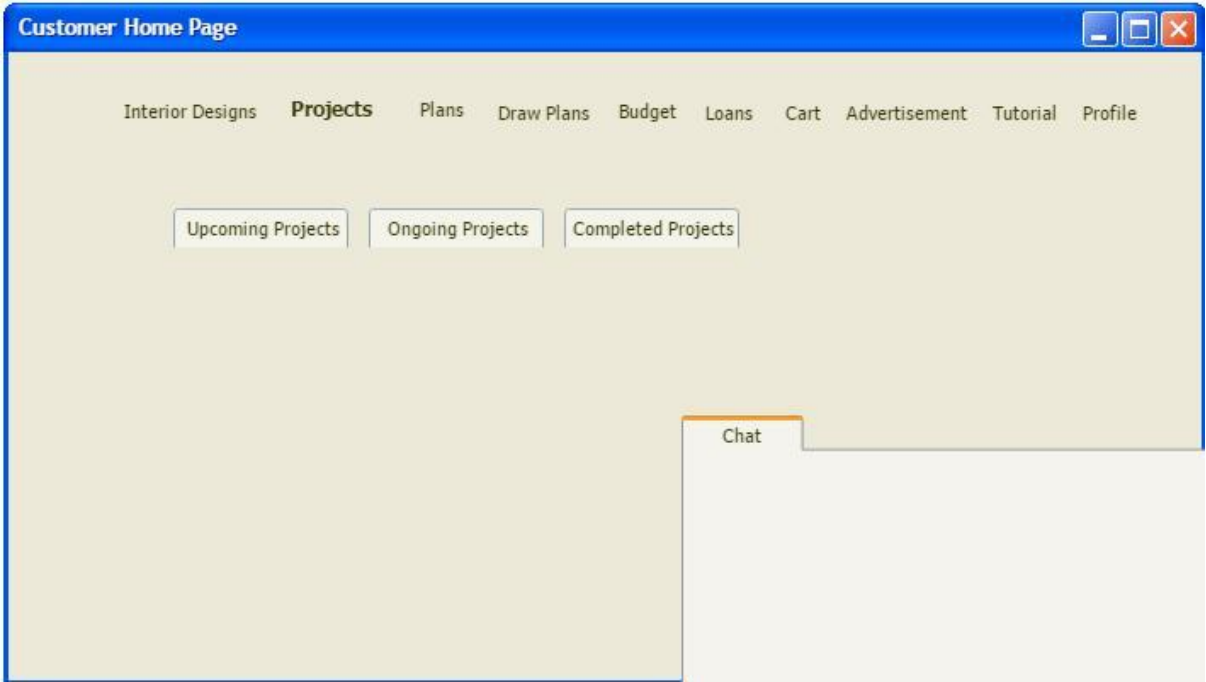 Customer Home Page
Interior Designs Projects Plans Draw Plans Budget Loans Cart Advertisement Tutorial Profile
Upcoming Projects Ongoing Projects Completed Projects
Chat